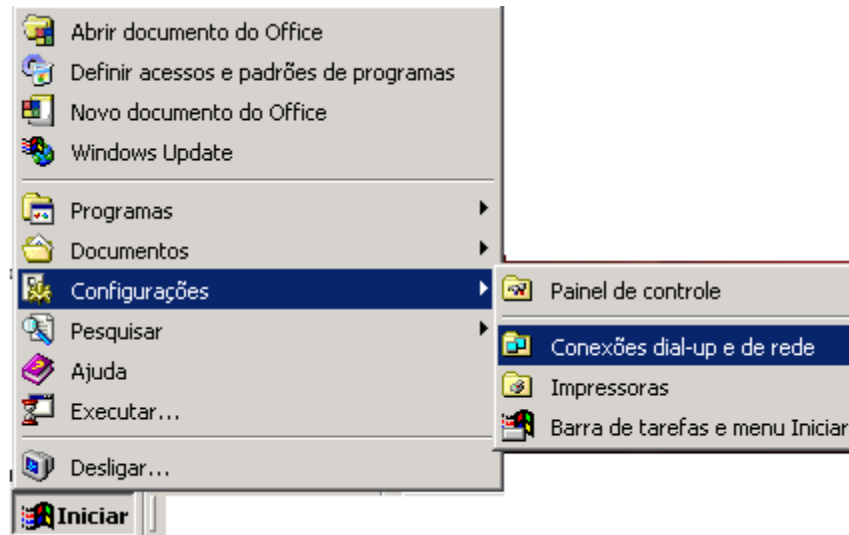 Abrir documento do Office
Definir acessos e padrões de programas
Novo documento do Office
Windows Update
Programas
Documentos
Configurações
Pesquisar
Ajuda
Executar...
Desligar...
Iniciar
Painel de controle
Conexões dial-up e de rede
Impressoras
Barra de tarefas e menu Iniciar